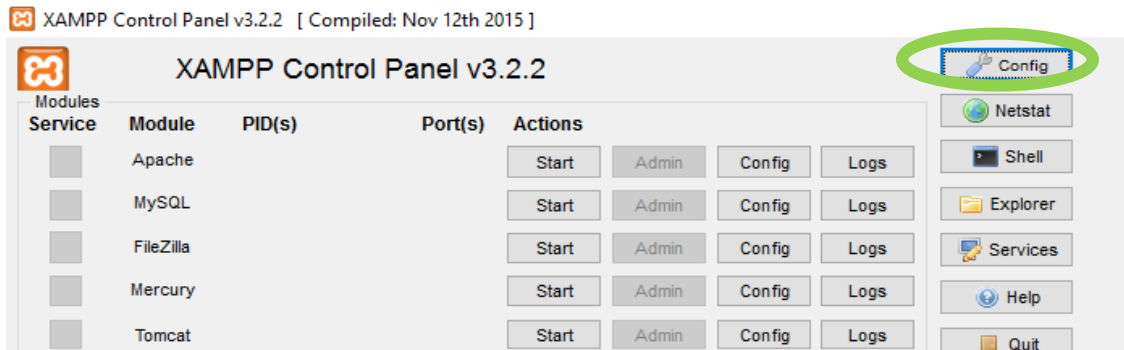 XAMPP Control Panel v3.2.2 [ Compiled: Nov 12th 2015 ]
XAMPP Control Panel v3.2.2
Config
Modules
Netstat
Service Module PID(s) Port(s) Actions
Apache Start Admin Config Logs
Shell
MySQL Start Admin Config Logs
Explorer
FileZilla Start Admin Config Logs
Services
Mercury Start Admin Config Logs
Help
Tomcat Start Admin Config Logs
Quit